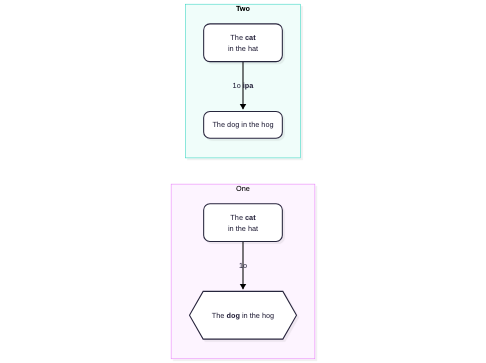 Two
The cat
in the hat
1o ipa
The dog in the hog
One
The cat
in the hat
1o
The dog in the hog